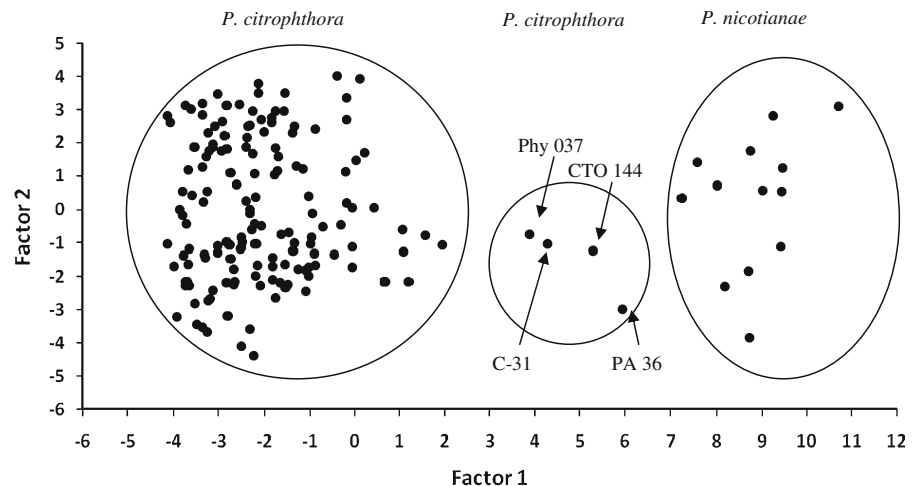 P. citrophthora P. citrophthora P. nicotianae
5
4
3
Phy 037
2
CTO 144
1
0
-1
-2
-3
-4
C-31 PA 36
-5
-6
-6 -5 -4 -3 -2 -1 0 1 2 3 4 5 6 7 8 9 10 11 12
Factor 2
Factor 1